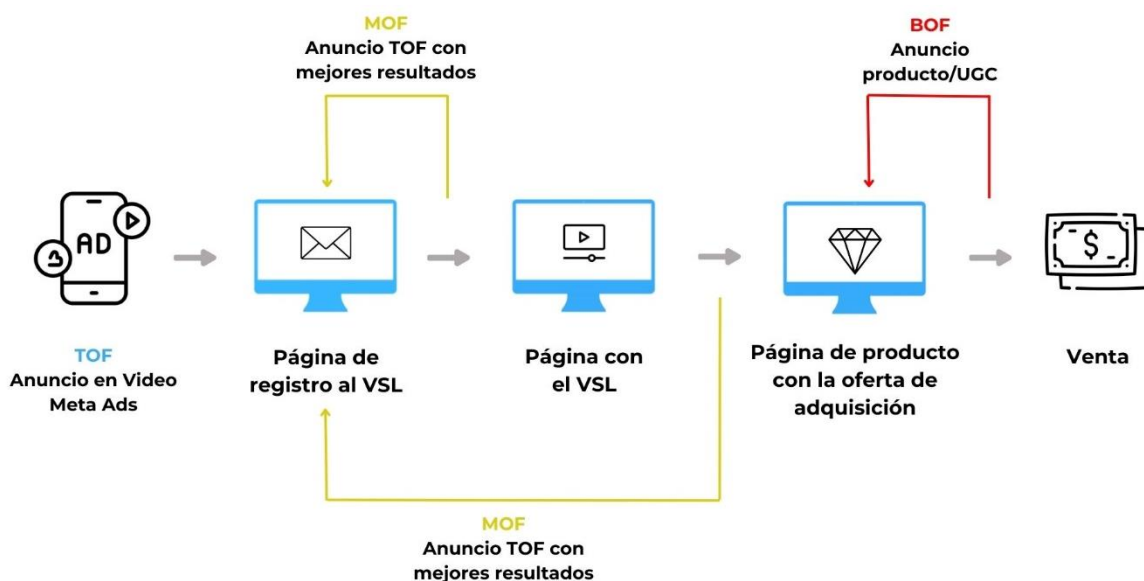 MOF
Anuncio TOF con
mejores resultados
BOF
Anuncio
producto/UGC
AD
$
TOF
Anuncio en Video
Meta Ads
Página de
registro al VSL
Página con
el VSL
Página de producto
con la oferta de
adquisición
Venta
MOF
Anuncio TOF con
mejores resultados